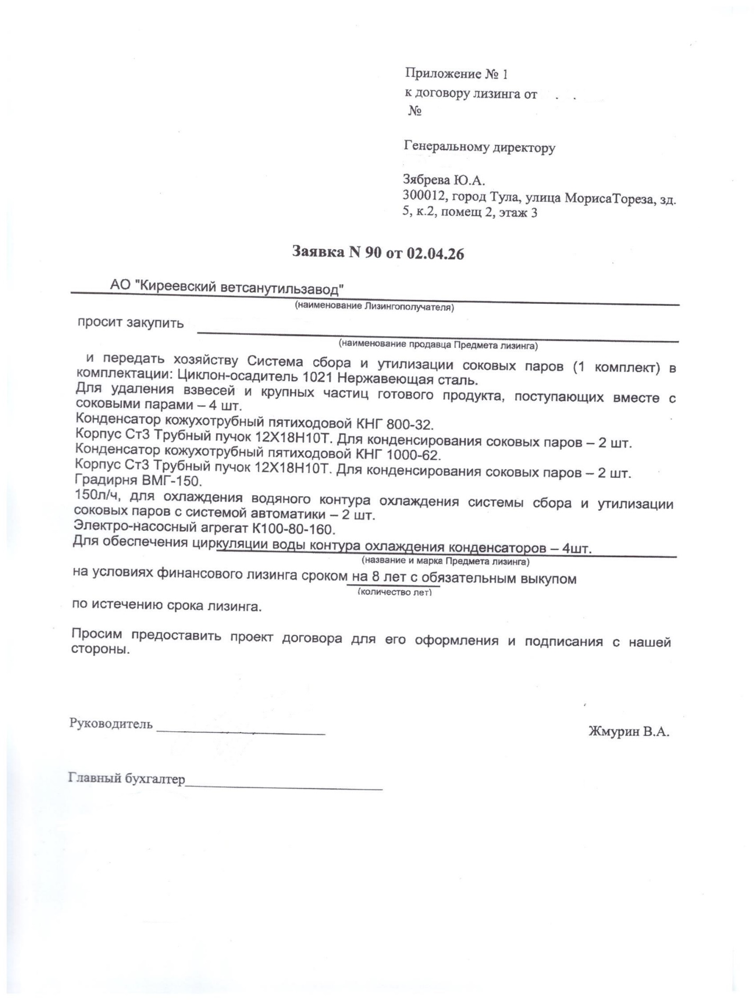 Приложение № 1
к договору лизинга от . .
№
Генеральному директору
Зябрева Ю.А.
300012, город Тула, улица МорисаТореза, зд.
5, к.2, помещ 2, этаж 3
Заявка N 90 от 02.04.26
АО "Киреевский ветсанутильзавод"
(наименование Лизингополучателя)
просит закупить
(наименование продавца Предмета лизинга)
и передать хозяйству Система сбора и утилизации соковых паров (1 комплект) в
комплектации: Циклон-осадитель 1021 Нержавеющая сталь.
Для удаления взвесей и крупных частиц готового продукта, поступающих вместе с
соковыми парами – 4 шт.
Конденсатор кожухотрубный пятиходовой КНГ 800-32.
Корпус Ст3 Трубный пучок 12Х18Н10Т. Для конденсирования соковых паров – 2 шт.
Конденсатор кожухотрубный пятиходовой КНГ 1000-62.
Корпус Ст3 Трубный пучок 12Х18Н10Т. Для конденсирования соковых паров – 2 шт.
Градирня ВМГ-150.
150л/ч, для охлаждения водяного контура охлаждения системы сбора и утилизации
соковых паров с системой автоматики – 2 шт.
Электро-насосный агрегат К100-80-160.
Для обеспечения циркуляции воды контура охлаждения конденсаторов – 4шт.
(название и марка Предмета лизинга)
на условиях финансового лизинга сроком на 8 лет с обязательным выкупом
(количество лет)
по истечению срока лизинга.
Просим предоставить проект договора для его оформления и подписания с нашей
стороны.
Руководитель
Жмурин В.А.
Главный бухгалтер